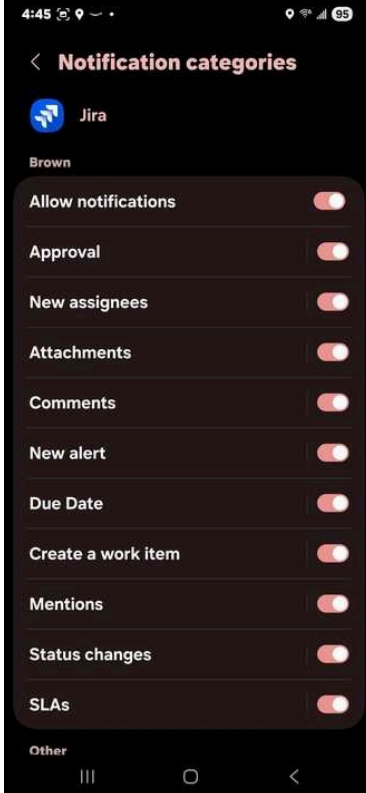 4:45
95
Notification categories
Jira
Brown
Allow notifications
Approval
New assignees
Attachments
Comments
New alert
Due Date
Create a work item
Mentions
Status changes
SLAs
Other